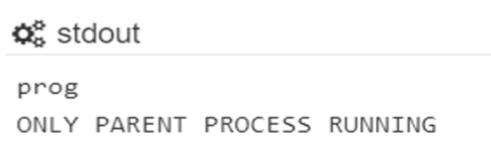 stdout
prog
ONLY PARENT PROCESS RUNNING